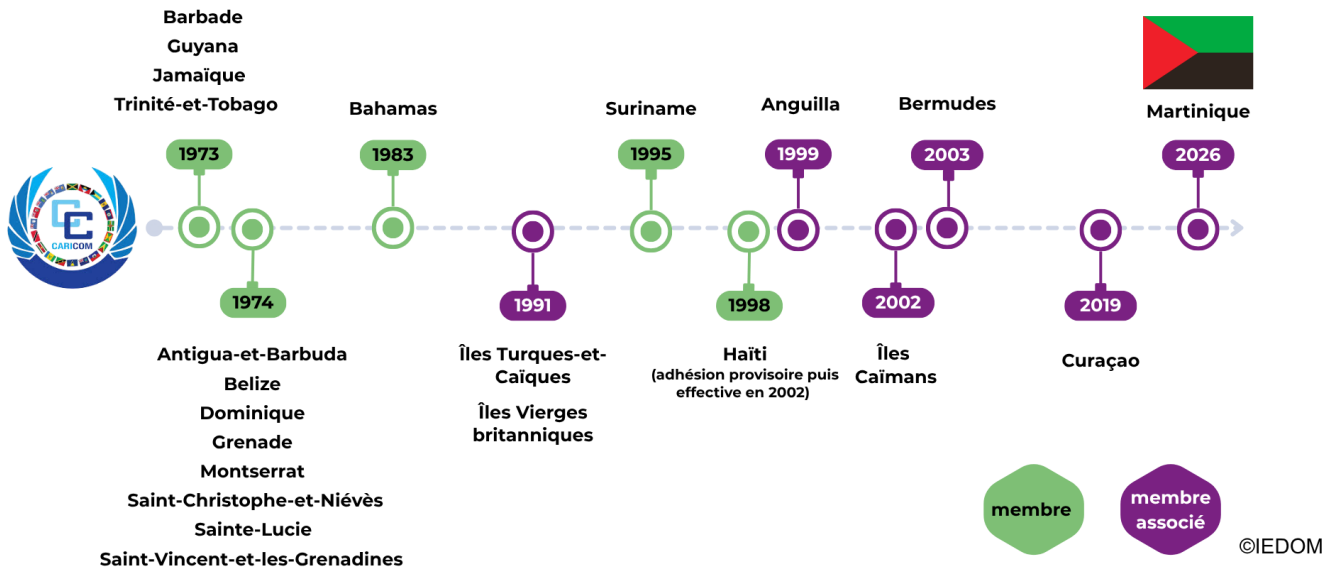 Barbade
Guyana
Jamaïque
Trinité-et-Tobago
Bahamas
Suriname
Anguilla
Bermudes
Martinique
1973
1983
1995
1999
2003
2026
CC
CARICOM
1974
1991
1998
2002
2019
Antigua-et-Barbuda
Belize
Dominique
Grenade
Montserrat
Saint-Christophe-et-Niévès
Sainte-Lucie
Saint-Vincent-et-les-Grenadines
Îles Turques-et-
Caïques
Îles Vierges
britanniques
Haïti
(adhésion provisoire puis
effective en 2002)
Îles
Caïmans
Curaçao
membre
membre
associé
©IEDOM